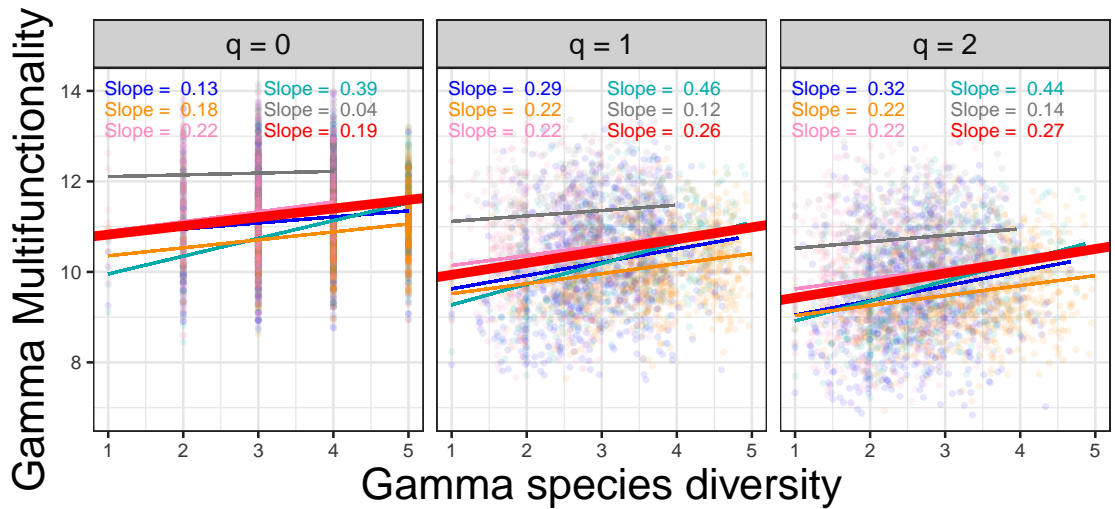 q = 0
q = 1
q = 2
Gamma Multifunctionality
14
12
10
8
Slope = 0.13 Slope = 0.39
Slope = 0.18 Slope = 0.04
Slope = 0.22 Slope = 0.19
Slope = 0.29 Slope = 0.46
Slope = 0.22 Slope = 0.12
Slope = 0.22 Slope = 0.26
Slope = 0.32 Slope = 0.44
Slope = 0.22 Slope = 0.14
Slope = 0.22 Slope = 0.27
1 2 3 4 5
1 2 3 4 5
1 2 3 4 5
Gamma species diversity